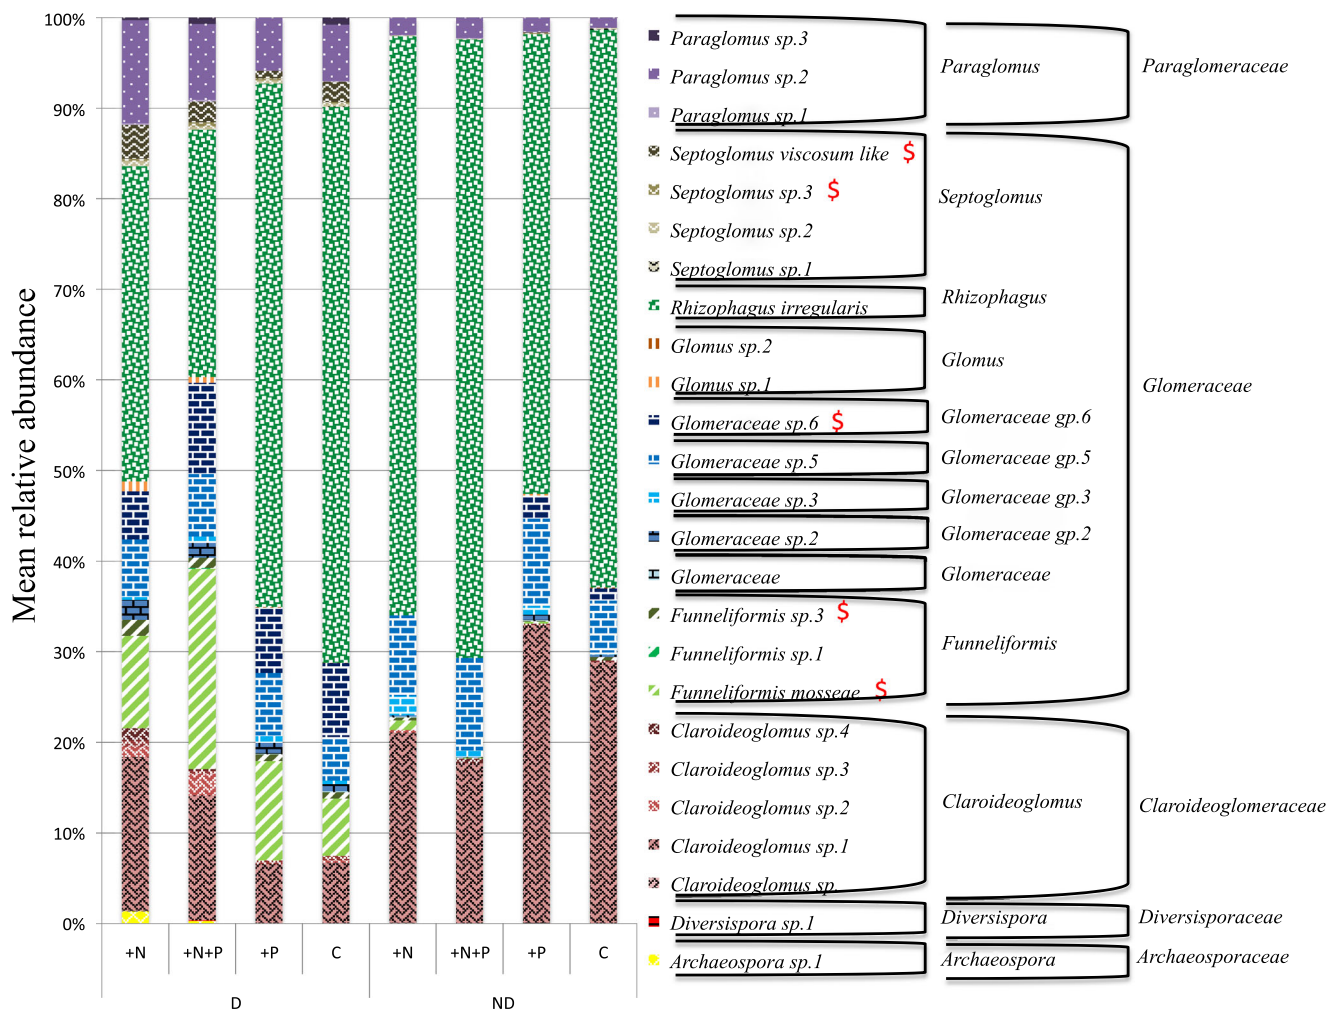 Mean relative abundance
100%
90%
80%
70%
60%
50%
40%
30%
20%
10%
0%
+N +N+P +P C +N +N+P +P C
D ND
Paraglomus sp.3
Paraglomus sp.2
Paraglomus sp.1
Septoglomus viscosum like $
Septoglomus sp.3 $
Septoglomus sp.2
Septoglomus sp.1
Rhizophagus irregularis
Glomus sp.2
Glomus sp.1
Glomeraceae sp.6 $
Glomeraceae sp.5
Glomeraceae sp.3
Glomeraceae sp.2
Glomeraceae
Funneliformis sp.3 $
Funneliformis sp.1
Funneliformis mosseae $
Claroideoglomus sp.4
Claroideoglomus sp.3
Claroideoglomus sp.2
Claroideoglomus sp.1
Claroideoglomus sp.
Diversispora sp.1
Archaeospora sp.1
Paraglomus
Septoglomus
Rhizophagus
Glomus
Glomeraceae gp.6
Glomeraceae gp.5
Glomeraceae gp.3
Glomeraceae gp.2
Glomeraceae
Funneliformis
Claroideoglomus
Diversispora
Archaeospora
Paraglomeraceae
Glomeraceae
Claroideoglomeraceae
Diversisporaceae
Archaeosporaceae